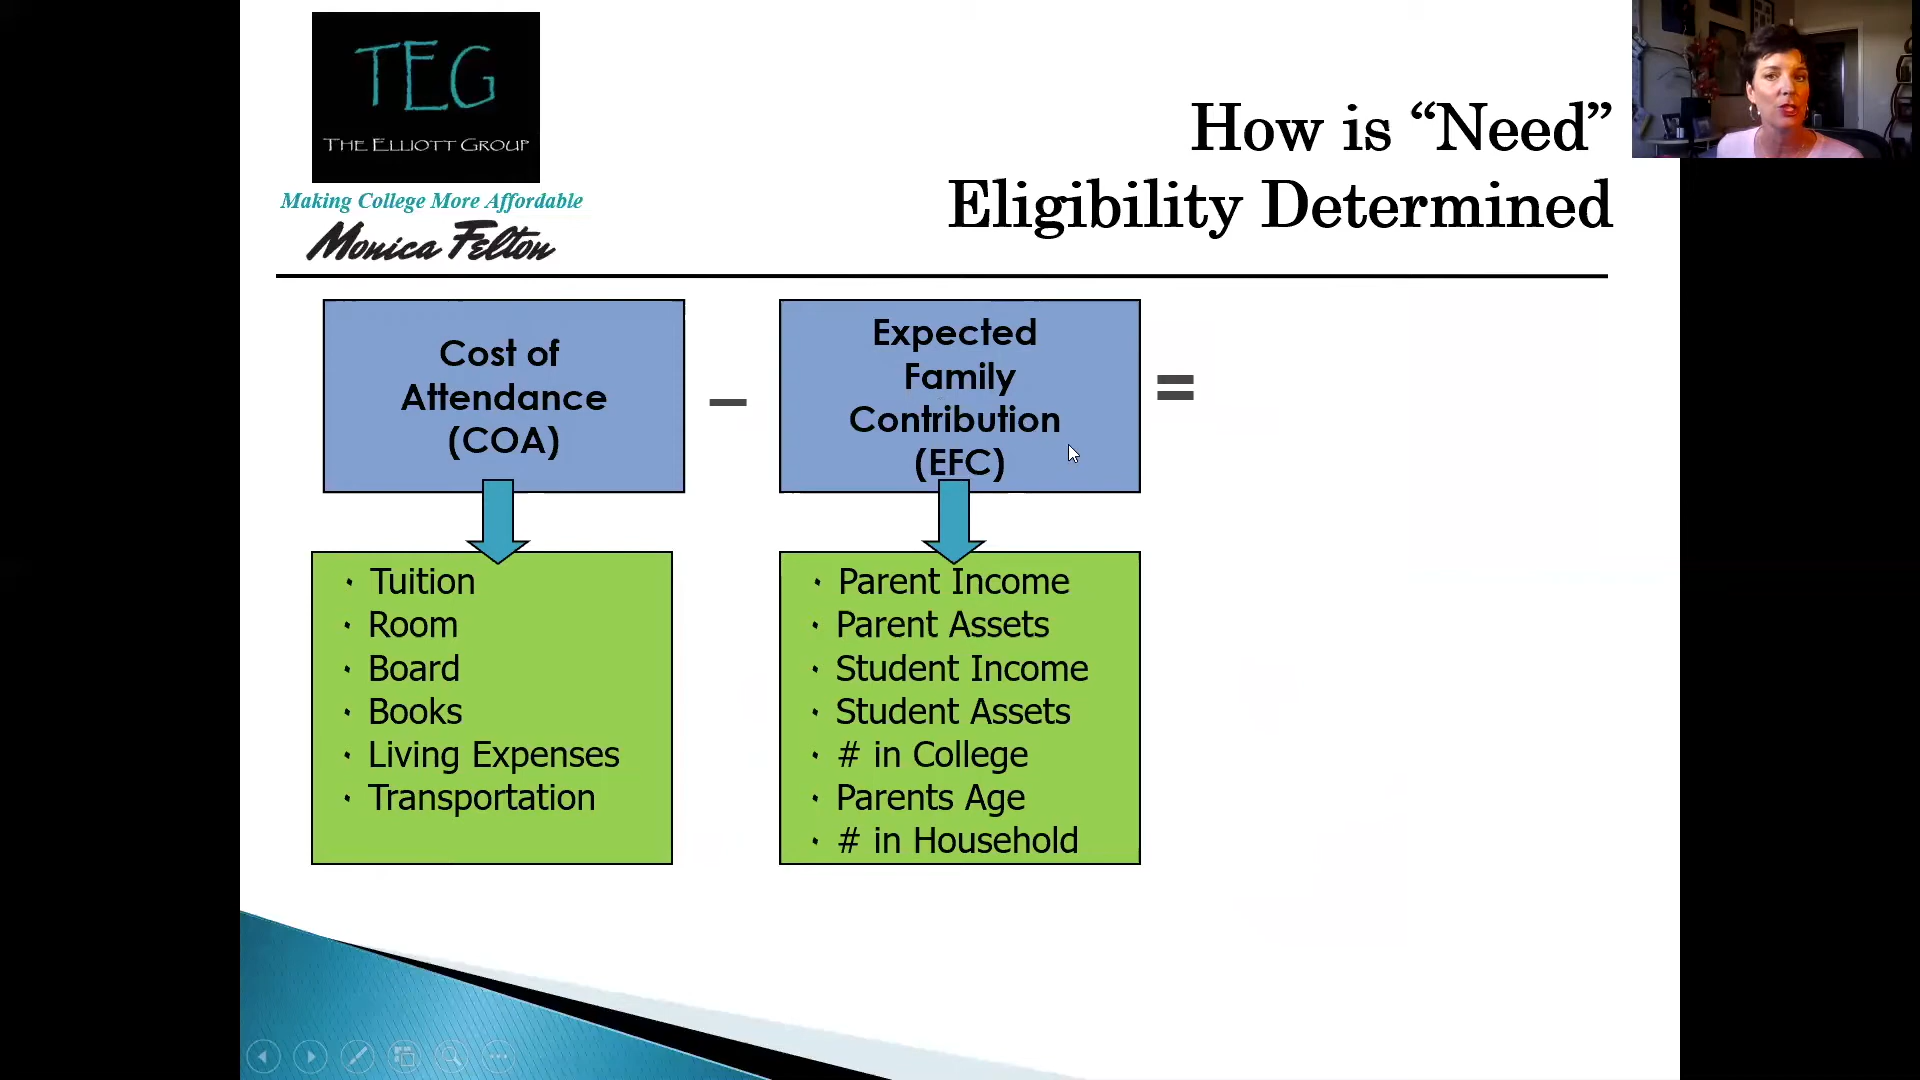 TEG
THE ELLIOTT GROUP
Making College More Affordable
Monica Felton
How is “Need”
Eligibility Determined
Cost of
Attendance
(COA)
–
Expected
Family
Contribution
(EFC)
=
· Tuition
· Room
· Board
· Books
· Living Expenses
· Transportation
· Parent Income
· Parent Assets
· Student Income
· Student Assets
· # in College
· Parents Age
· # in Household